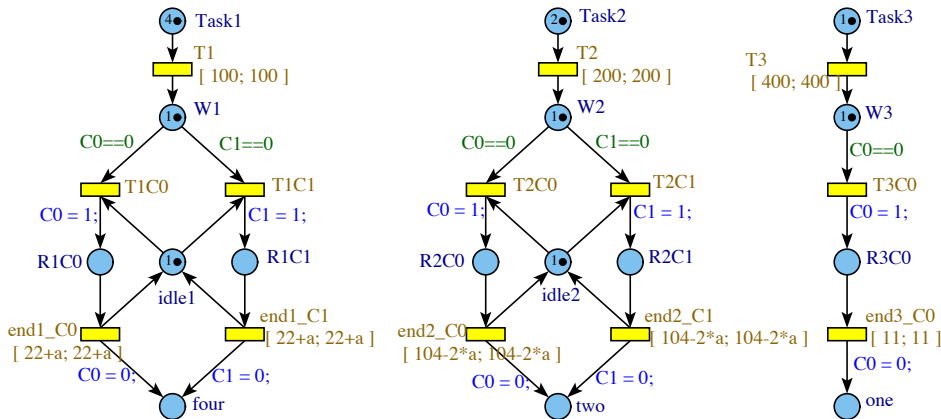 4 Task1
T1
[ 100; 100 ]
1 W1
C0==0 C1==0
T1C0 T1C1
C0 = 1; C1 = 1;
R1C0 1 R1C1
idle1
end1_C0 end1_C1
[ 22+a; 22+a ] [ 22+a; 22+a ]
C0 = 0; C1 = 0;
four
2 Task2
T2
[ 200; 200 ]
1 W2
C0==0 C1==0
T2C0 T2C1
C0 = 1; C1 = 1;
R2C0 1 R2C1
idle2
end2_C0 end2_C1
[ 104-2*a; 104-2*a ] [ 104-2*a; 104-2*a ]
C0 = 0; C1 = 0;
two
1 Task3
T3
[ 400; 400 ]
1 W3
C0==0
T3C0
C0 = 1;
R3C0
end3_C0
[ 11; 11 ]
C0 = 0;
one